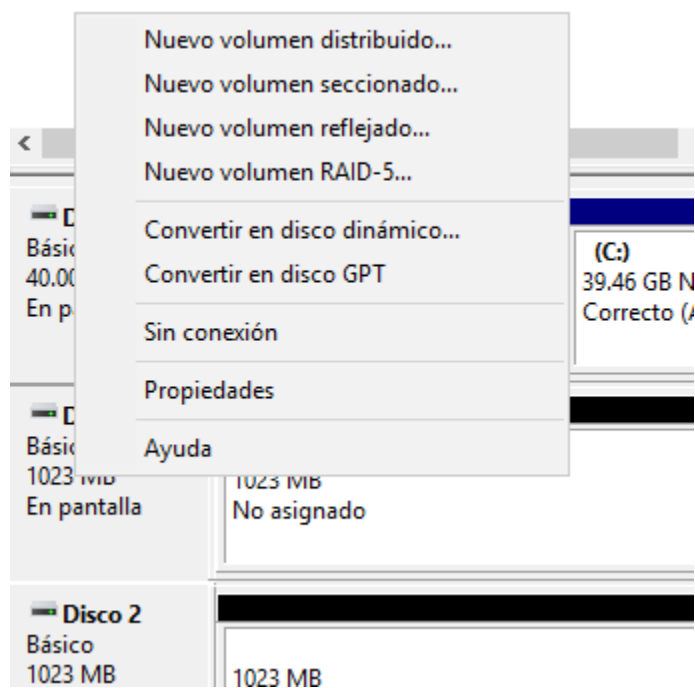 Nuevo volumen distribuido...
Nuevo volumen seccionado...
Nuevo volumen reflejado...
Nuevo volumen RAID-5...
Convertir en disco dinámico...
Convertir en disco GPT
Sin conexión
Propiedades
Ayuda
Básic
40.00
En p
(C:)
39.46 GB N
Correcto (A
Básic
1023 MB
En pantalla
1023 MB
No asignado
Disco 2
Básico
1023 MB
1023 MB